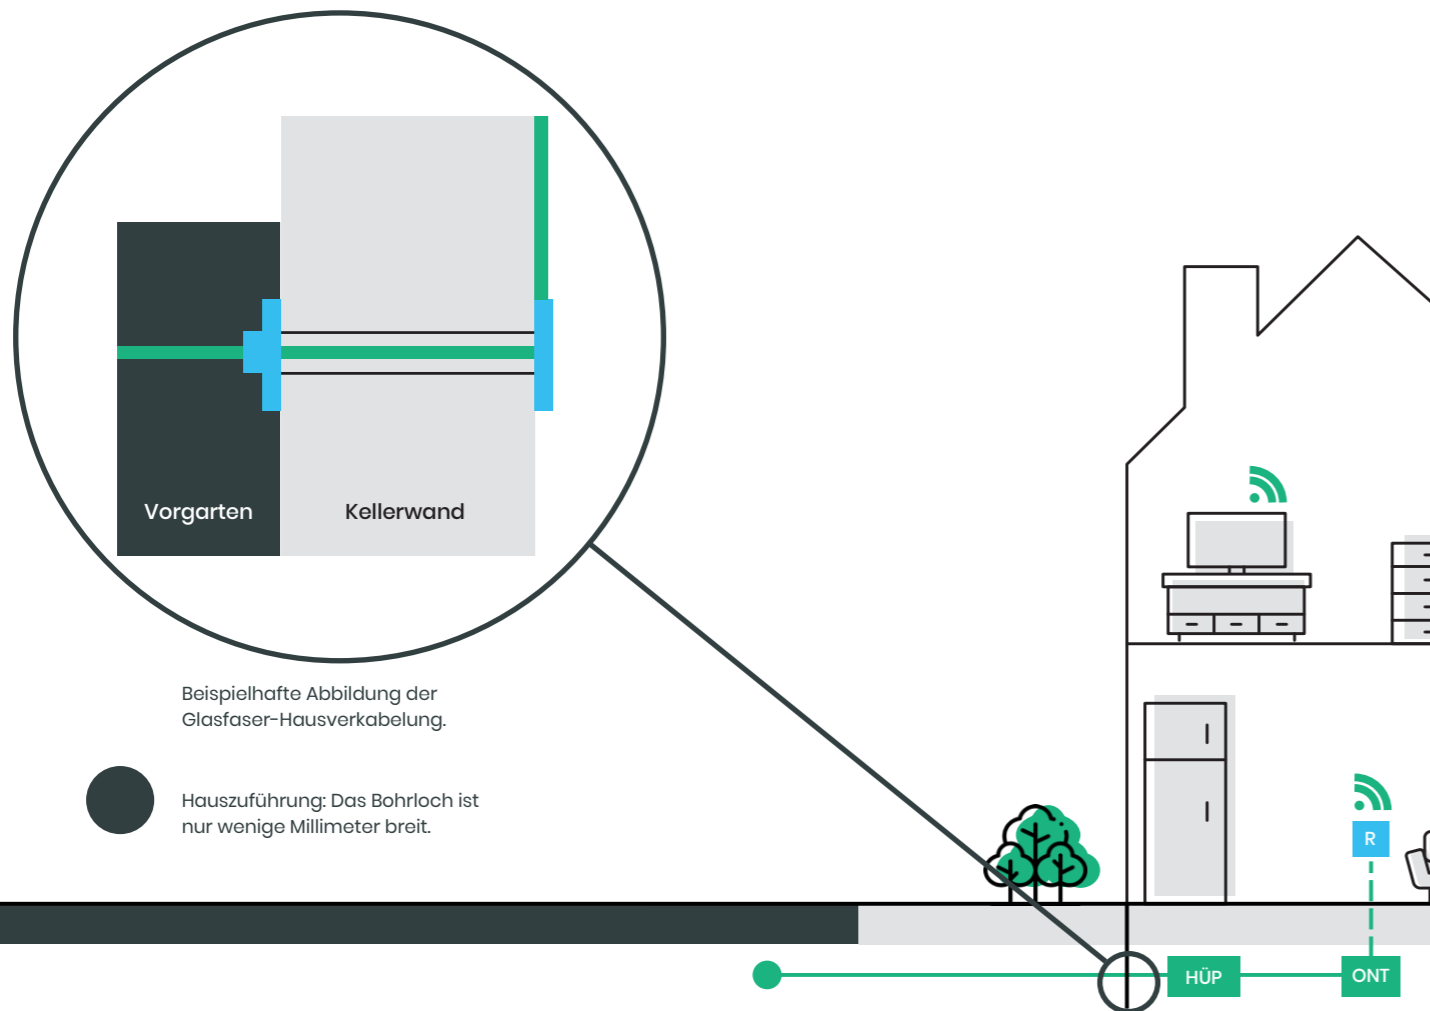 Vorgarten
Kellerwand
Beispielhafte Abbildung der
Glasfaser-Hausverkabelung.
Hauszuführung: Das Bohrloch ist
nur wenige Millimeter breit.
R
HÜP
ONT